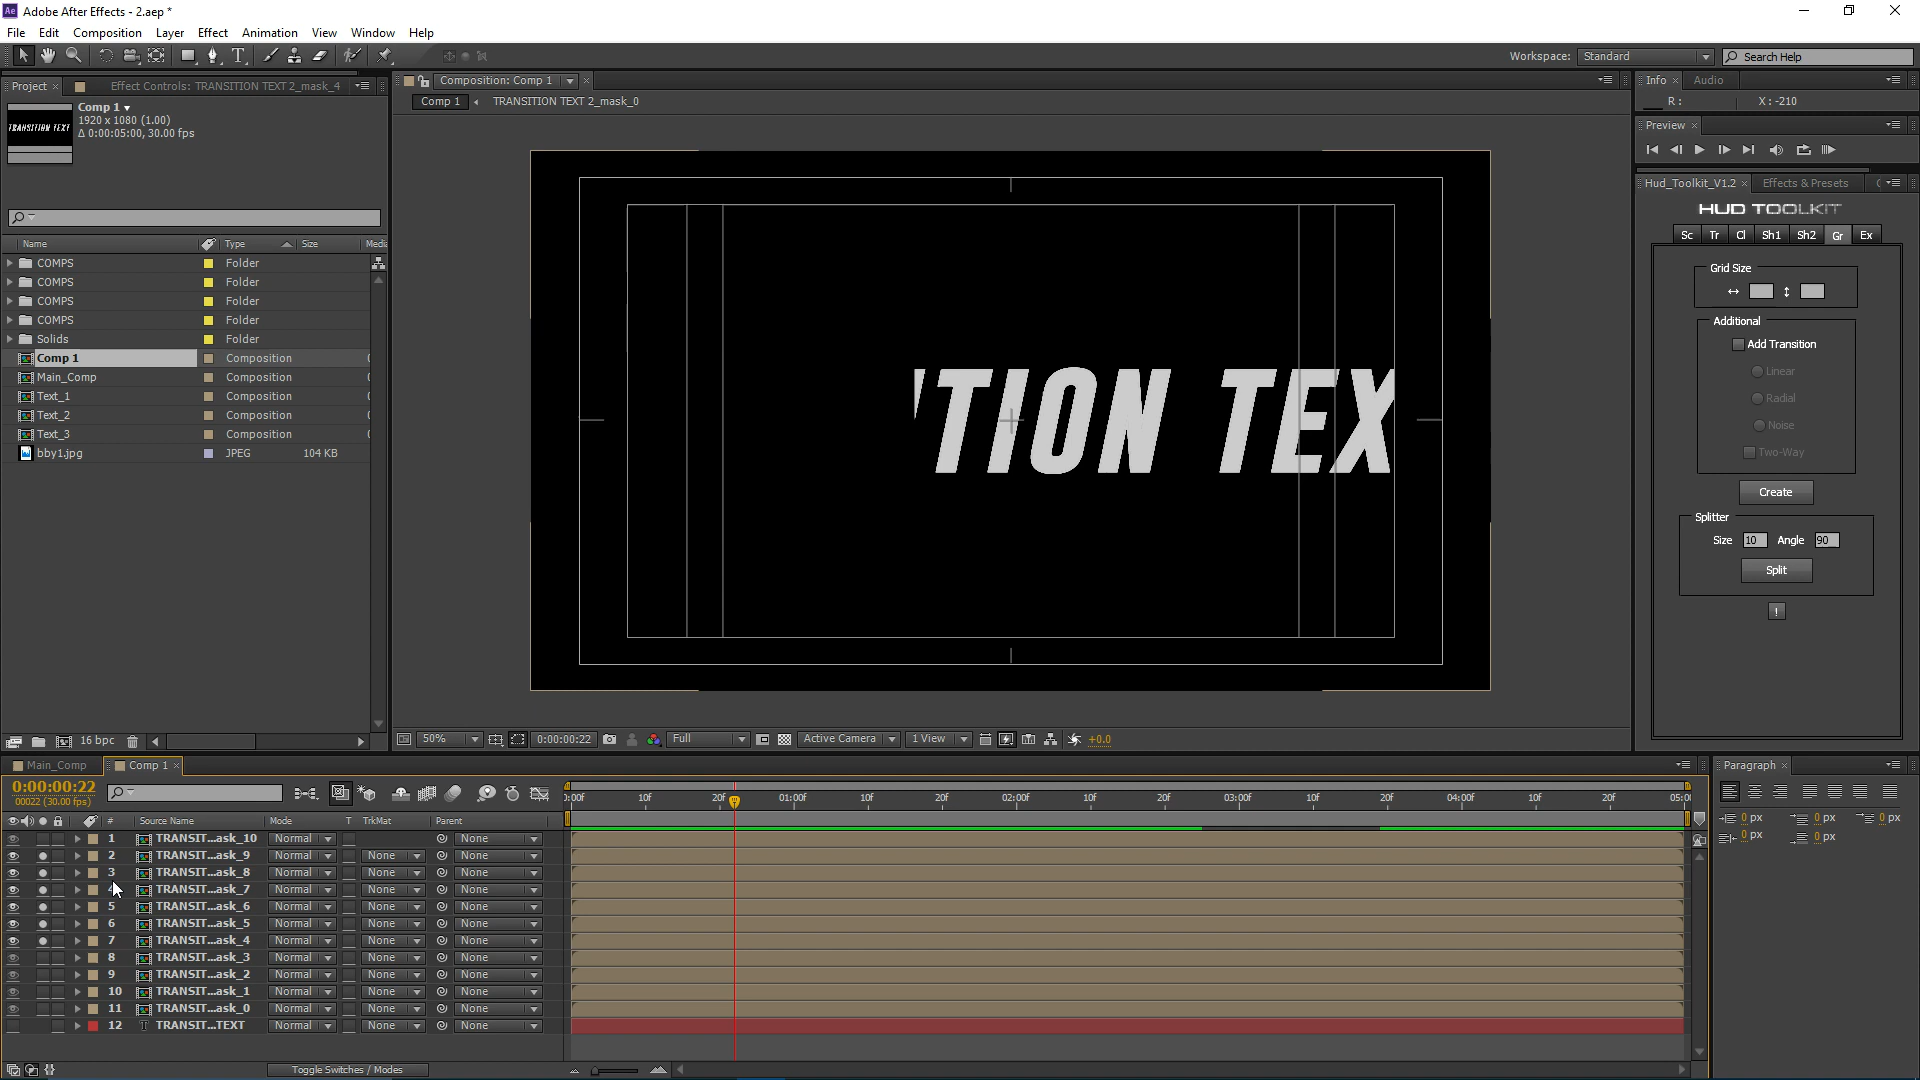 Adobe After Effects - 2.aep *
File Edit Composition Layer Effect Animation View Window Help
Workspace: Standard Search Help
Project Effect Controls: TRANSITION TEXT 2_mask_4
Composition: Comp 1
Info Audio
Comp 1
1920 x 1080 (1.00)
Δ 0:00:05:00, 30.00 fps
TRANSITION TEXT
Comp 1 TRANSITION TEXT 2_mask_0
R: X: -210
Preview
Hud_Toolkit_V1.2 Effects & Presets
HUD TOOLKIT
Sc Tr Cl Sh1 Sh2 Gr Ex
Name Type Size Media
COMPS Folder
COMPS Folder
COMPS Folder
COMPS Folder
Solids Folder
Comp 1 Composition
Main_Comp Composition
Text_1 Composition
Text_2 Composition
Text_3 Composition
bby1.jpg JPEG 104 KB
TION TEX
Grid Size
Additional
Add Transition
Linear
Radial
Noise
Two-Way
Create
Splitter
Size 10 Angle 90
Split
!
16 bpc
50% 0:00:00:22 Full Active Camera 1 View +0.0
Main_Comp Comp 1
0:00:00:22
00022 (30.00 fps)
0:00f 10f 20f 01:00f 10f 20f 02:00f 10f 20f 03:00f 10f 20f 04:00f 10f 20f 05:0
# Source Name Mode T TrkMat Parent
1 TRANSIT...ask_10 Normal None
2 TRANSIT...ask_9 Normal None None
3 TRANSIT...ask_8 Normal None None
4 TRANSIT...ask_7 Normal None None
5 TRANSIT...ask_6 Normal None None
6 TRANSIT...ask_5 Normal None None
7 TRANSIT...ask_4 Normal None None
8 TRANSIT...ask_3 Normal None None
9 TRANSIT...ask_2 Normal None None
10 TRANSIT...ask_1 Normal None None
11 TRANSIT...ask_0 Normal None None
12 TRANSIT...TEXT Normal None None
Toggle Switches / Modes
Paragraph
0 px 0 px 0 px
0 px 0 px